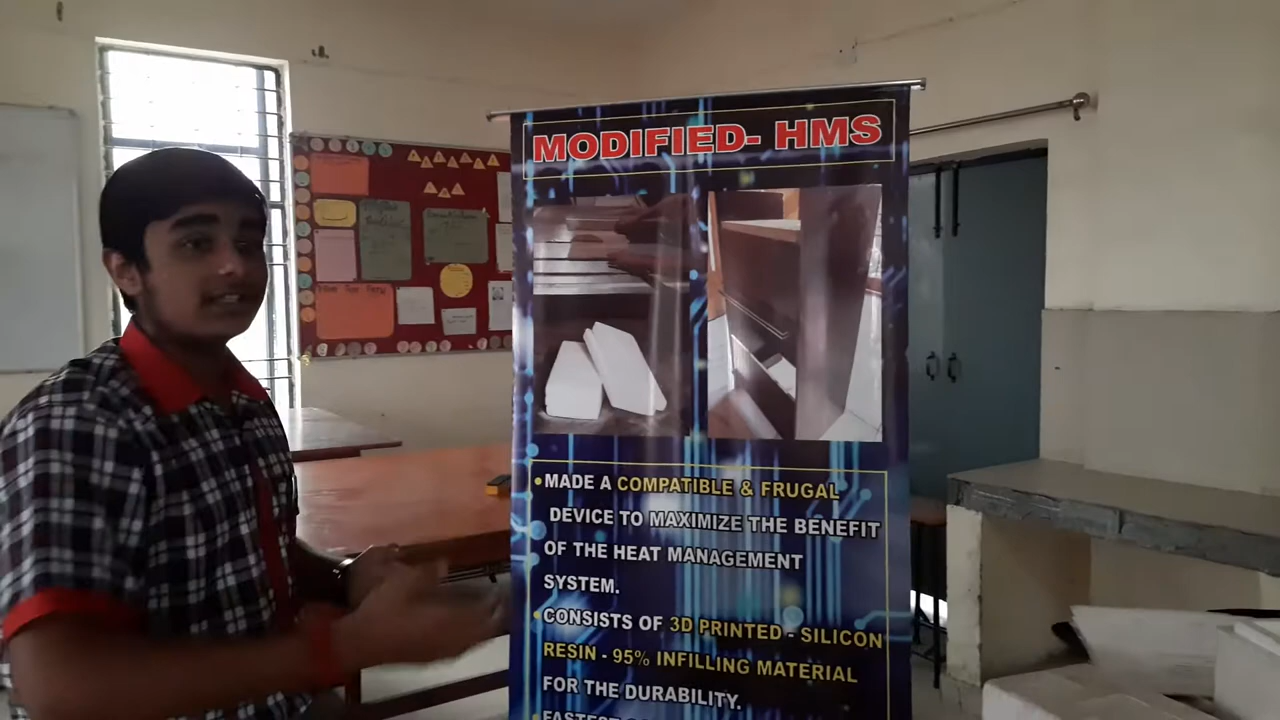 MODIFIED- HMS
•MADE A COMPATIBLE & FRUGAL
DEVICE TO MAXIMIZE THE BENEFIT
OF THE HEAT MANAGEMENT
SYSTEM.
•CONSISTS OF 3D PRINTED - SILICON
RESIN - 95% INFILLING MATERIAL
FOR THE DURABILITY.